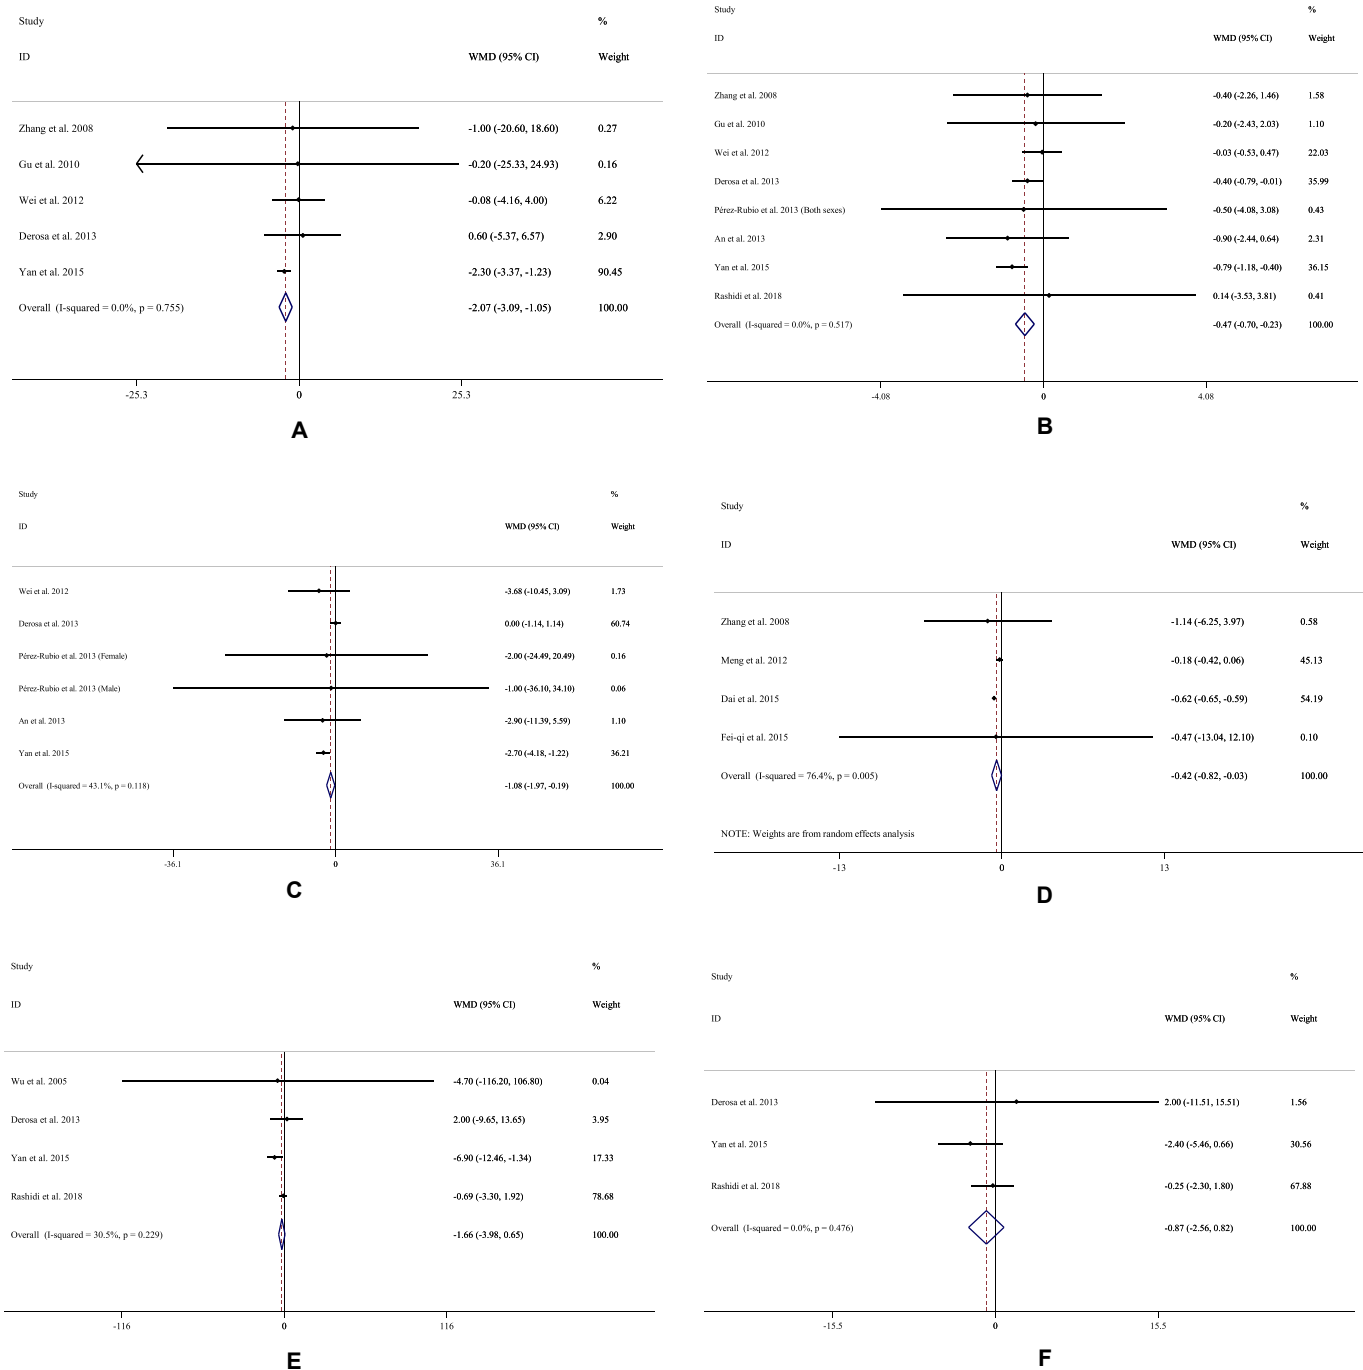 Study %
ID WMD (95% CI) Weight
Zhang et al. 2008 -1.00 (-20.60, 18.60) 0.27
Gu et al. 2010 -0.20 (-25.33, 24.93) 0.16
Wei et al. 2012 -0.08 (-4.16, 4.00) 6.22
Derosa et al. 2013 0.60 (-5.37, 6.57) 2.90
Yan et al. 2015 -2.30 (-3.37, -1.23) 90.45
Overall (I-squared = 0.0%, p = 0.755) -2.07 (-3.09, -1.05) 100.00
-25.3 0 25.3
A
Study %
ID WMD (95% CI) Weight
Zhang et al. 2008 -0.40 (-2.26, 1.46) 1.58
Gu et al. 2010 -0.20 (-2.43, 2.03) 1.10
Wei et al. 2012 -0.03 (-0.53, 0.47) 22.03
Derosa et al. 2013 -0.40 (-0.79, -0.01) 35.99
Pérez-Rubio et al. 2013 (Both sexes) -0.50 (-4.08, 3.08) 0.43
An et al. 2013 -0.90 (-2.44, 0.64) 2.31
Yan et al. 2015 -0.79 (-1.18, -0.40) 36.15
Rashidi et al. 2018 0.14 (-3.53, 3.81) 0.41
Overall (I-squared = 0.0%, p = 0.517) -0.47 (-0.70, -0.23) 100.00
-4.08 0 4.08
B
Study %
ID WMD (95% CI) Weight
Wei et al. 2012 -3.68 (-10.45, 3.09) 1.73
Derosa et al. 2013 0.00 (-1.14, 1.14) 60.74
Pérez-Rubio et al. 2013 (Female) -2.00 (-24.49, 20.49) 0.16
Pérez-Rubio et al. 2013 (Male) -1.00 (-36.10, 34.10) 0.06
An et al. 2013 -2.90 (-11.39, 5.59) 1.10
Yan et al. 2015 -2.70 (-4.18, -1.22) 36.21
Overall (I-squared = 43.1%, p = 0.118) -1.08 (-1.97, -0.19) 100.00
-36.1 0 36.1
C
Study %
ID WMD (95% CI) Weight
Zhang et al. 2008 -1.14 (-6.25, 3.97) 0.58
Meng et al. 2012 -0.18 (-0.42, 0.06) 45.13
Dai et al. 2015 -0.62 (-0.65, -0.59) 54.19
Fei-qi et al. 2015 -0.47 (-13.04, 12.10) 0.10
Overall (I-squared = 76.4%, p = 0.005) -0.42 (-0.82, -0.03) 100.00
NOTE: Weights are from random effects analysis
-13 0 13
D
Study %
ID WMD (95% CI) Weight
Wu et al. 2005 -4.70 (-116.20, 106.80) 0.04
Derosa et al. 2013 2.00 (-9.65, 13.65) 3.95
Yan et al. 2015 -6.90 (-12.46, -1.34) 17.33
Rashidi et al. 2018 -0.69 (-3.30, 1.92) 78.68
Overall (I-squared = 30.5%, p = 0.229) -1.66 (-3.98, 0.65) 100.00
-116 0 116
E
Study %
ID WMD (95% CI) Weight
Derosa et al. 2013 2.00 (-11.51, 15.51) 1.56
Yan et al. 2015 -2.40 (-5.46, 0.66) 30.56
Rashidi et al. 2018 -0.25 (-2.30, 1.80) 67.88
Overall (I-squared = 0.0%, p = 0.476) -0.87 (-2.56, 0.82) 100.00
-15.5 0 15.5
F